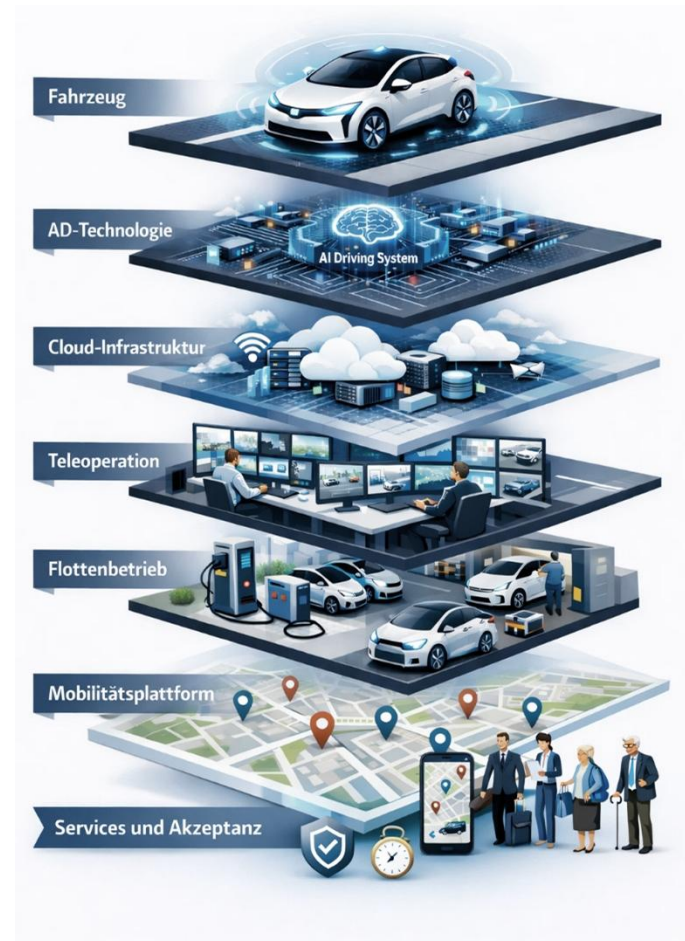 Fahrzeug
AD-Technologie
AI Driving System
Cloud-Infrastruktur
Teleoperation
Flottenbetrieb
Mobilitätsplattform
Services und Akzeptanz